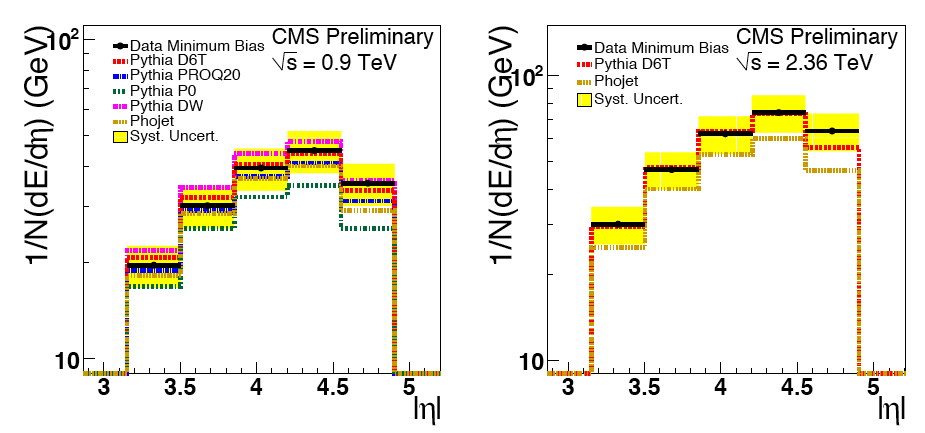 1/N(dE/dη) (GeV)
10²
10
CMS Preliminary
√s = 0.9 TeV
Data Minimum Bias
Pythia D6T
Pythia PROQ20
Pythia P0
Pythia DW
Phojet
Syst. Uncert.
3 3.5 4 4.5 5
|η|
1/N(dE/dη) (GeV)
10²
10
CMS Preliminary
√s = 2.36 TeV
Data Minimum Bias
Pythia D6T
Phojet
Syst. Uncert.
3 3.5 4 4.5 5
|η|